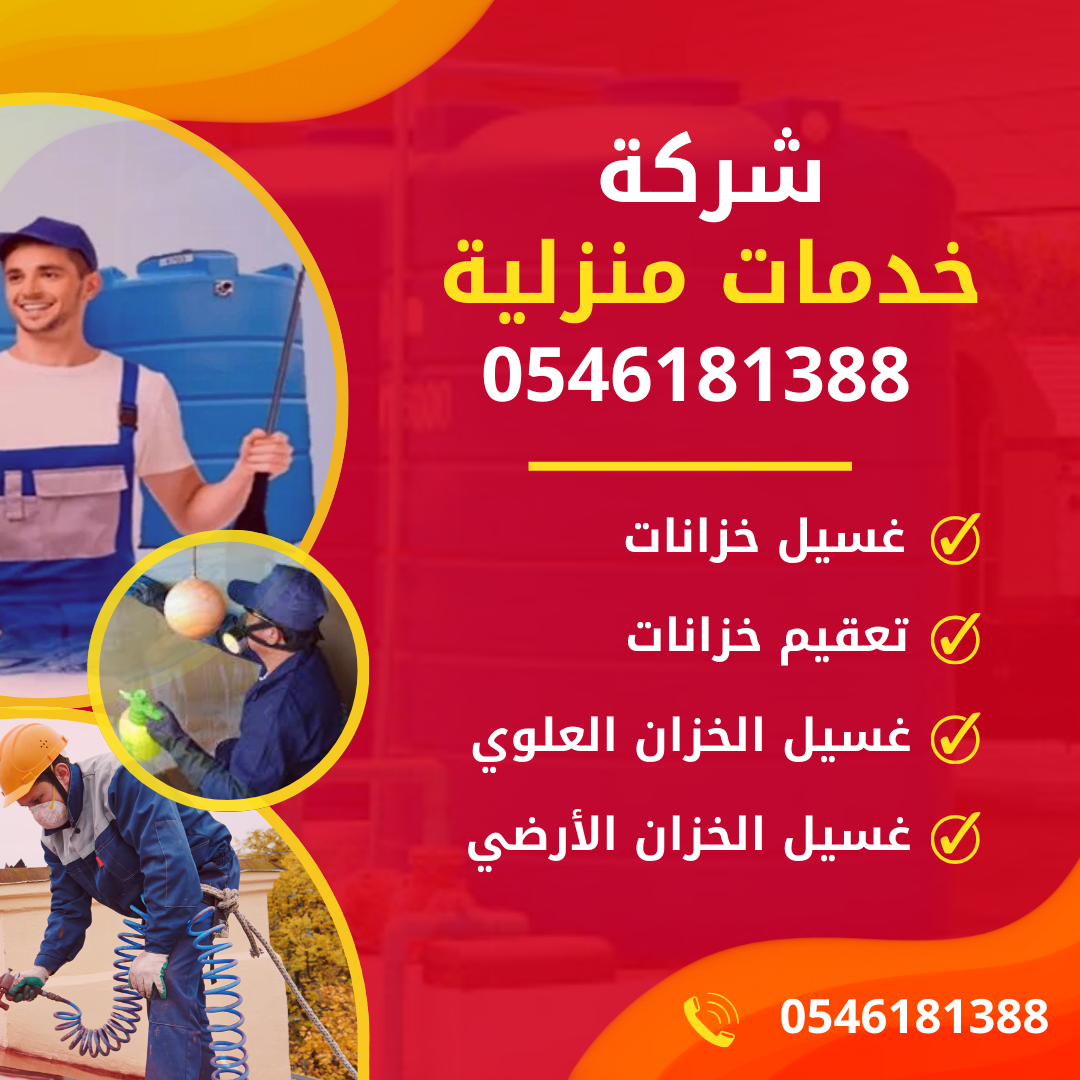 شركة
خدمات منزلية
0546181388
غسيل خزانات
تعقيم خزانات
غسيل الخزان العلوي
غسيل الخزان الأرضي
0546181388